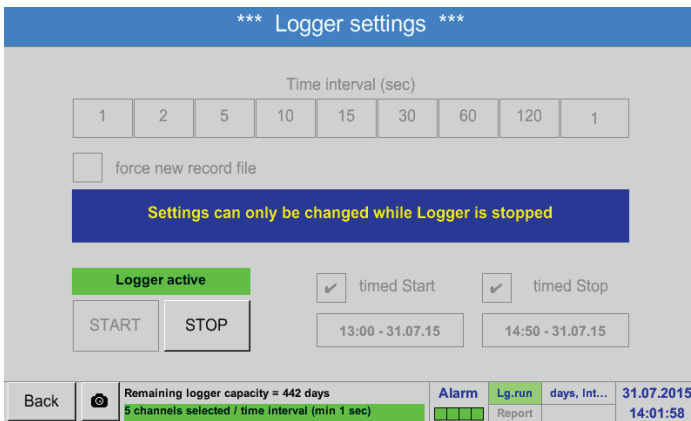 *** Logger settings ***
Time interval (sec)
1 2 5 10 15 30 60 120 1
force new record file
Settings can only be changed while Logger is stopped
Logger active
timed Start timed Stop
START STOP 13:00 - 31.07.15 14:50 - 31.07.15
Back Remaining logger capacity = 442 days Alarm Lg.run days, Int... 31.07.2015
5 channels selected / time interval (min 1 sec) Report 14:01:58